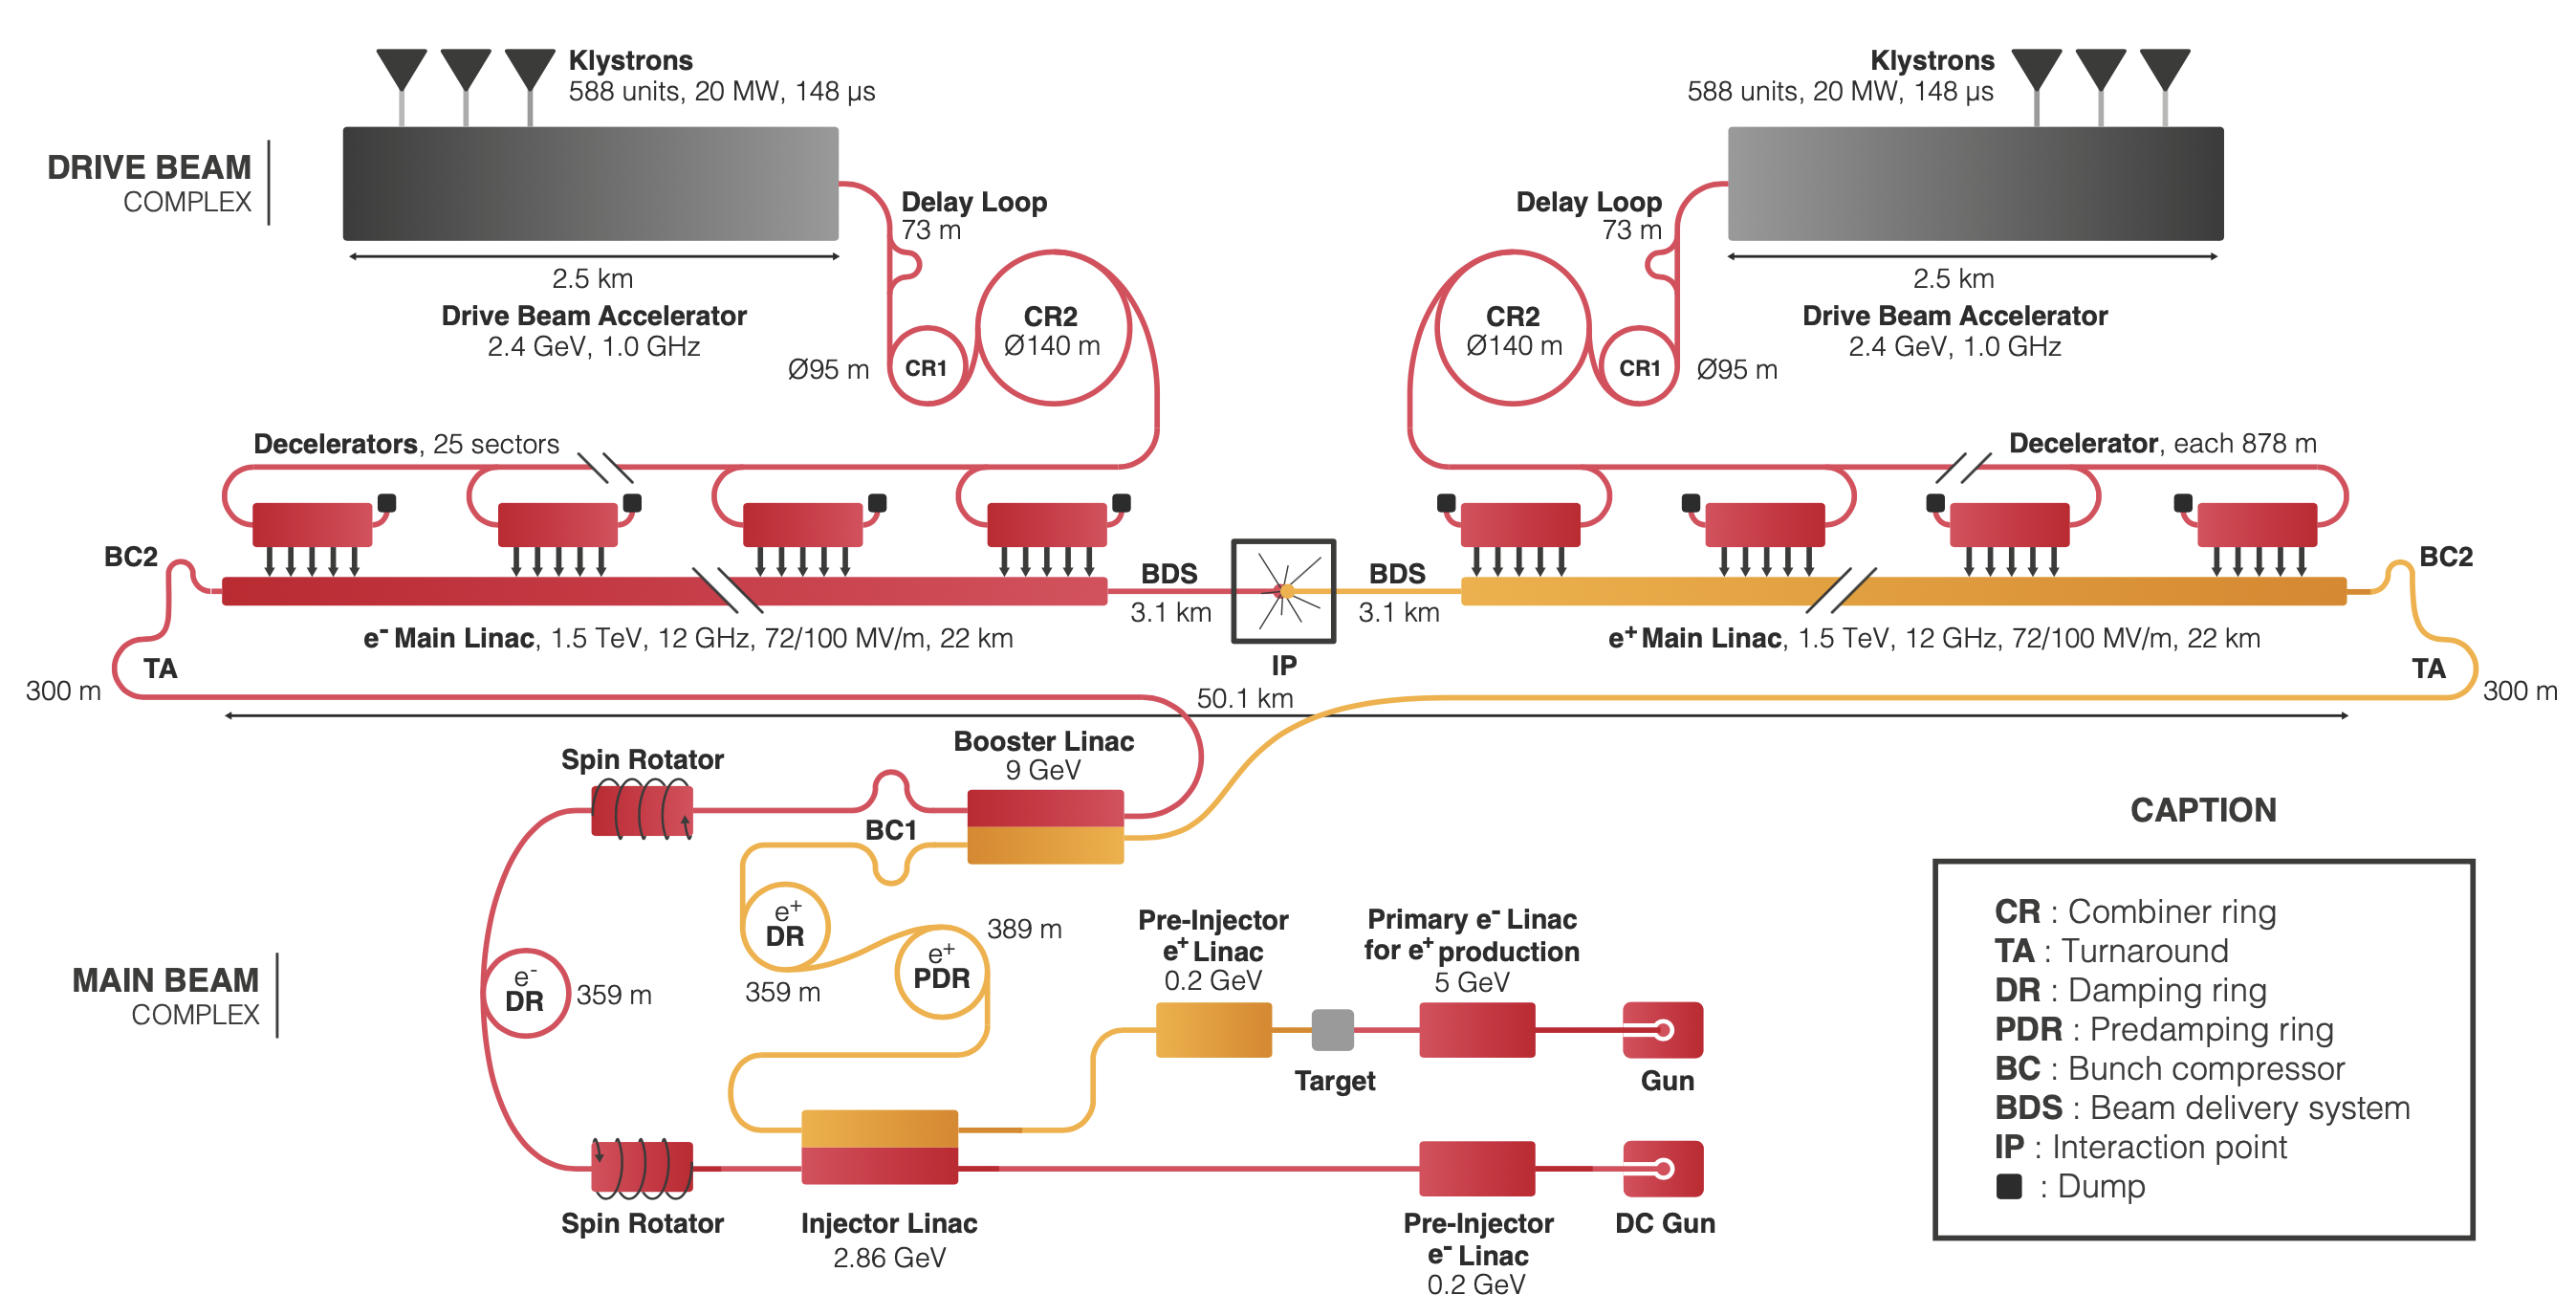 Klystrons
588 units, 20 MW, 148 µs
Klystrons
588 units, 20 MW, 148 µs
DRIVE BEAM
COMPLEX
Delay Loop
73 m
Delay Loop
73 m
2.5 km
Drive Beam Accelerator
2.4 GeV, 1.0 GHz
2.5 km
Drive Beam Accelerator
2.4 GeV, 1.0 GHz
CR2
Ø140 m
CR1
Ø95 m
CR2
Ø140 m
CR1
Ø95 m
Decelerators, 25 sectors
Decelerator, each 878 m
BC2
BDS
3.1 km
BDS
3.1 km
BC2
e- Main Linac, 1.5 TeV, 12 GHz, 72/100 MV/m, 22 km
IP
e+ Main Linac, 1.5 TeV, 12 GHz, 72/100 MV/m, 22 km
TA
300 m
TA
300 m
50.1 km
Spin Rotator
Booster Linac
9 GeV
BC1
CAPTION
CR : Combiner ring
TA : Turnaround
DR : Damping ring
PDR : Predamping ring
BC : Bunch compressor
BDS : Beam delivery system
IP : Interaction point
: Dump
MAIN BEAM
COMPLEX
e-
DR
359 m
e+
DR
359 m
e+
PDR
389 m
Pre-Injector
e+ Linac
0.2 GeV
Primary e- Linac
for e+ production
5 GeV
Target
Gun
Spin Rotator
Injector Linac
2.86 GeV
Pre-Injector
e- Linac
0.2 GeV
DC Gun